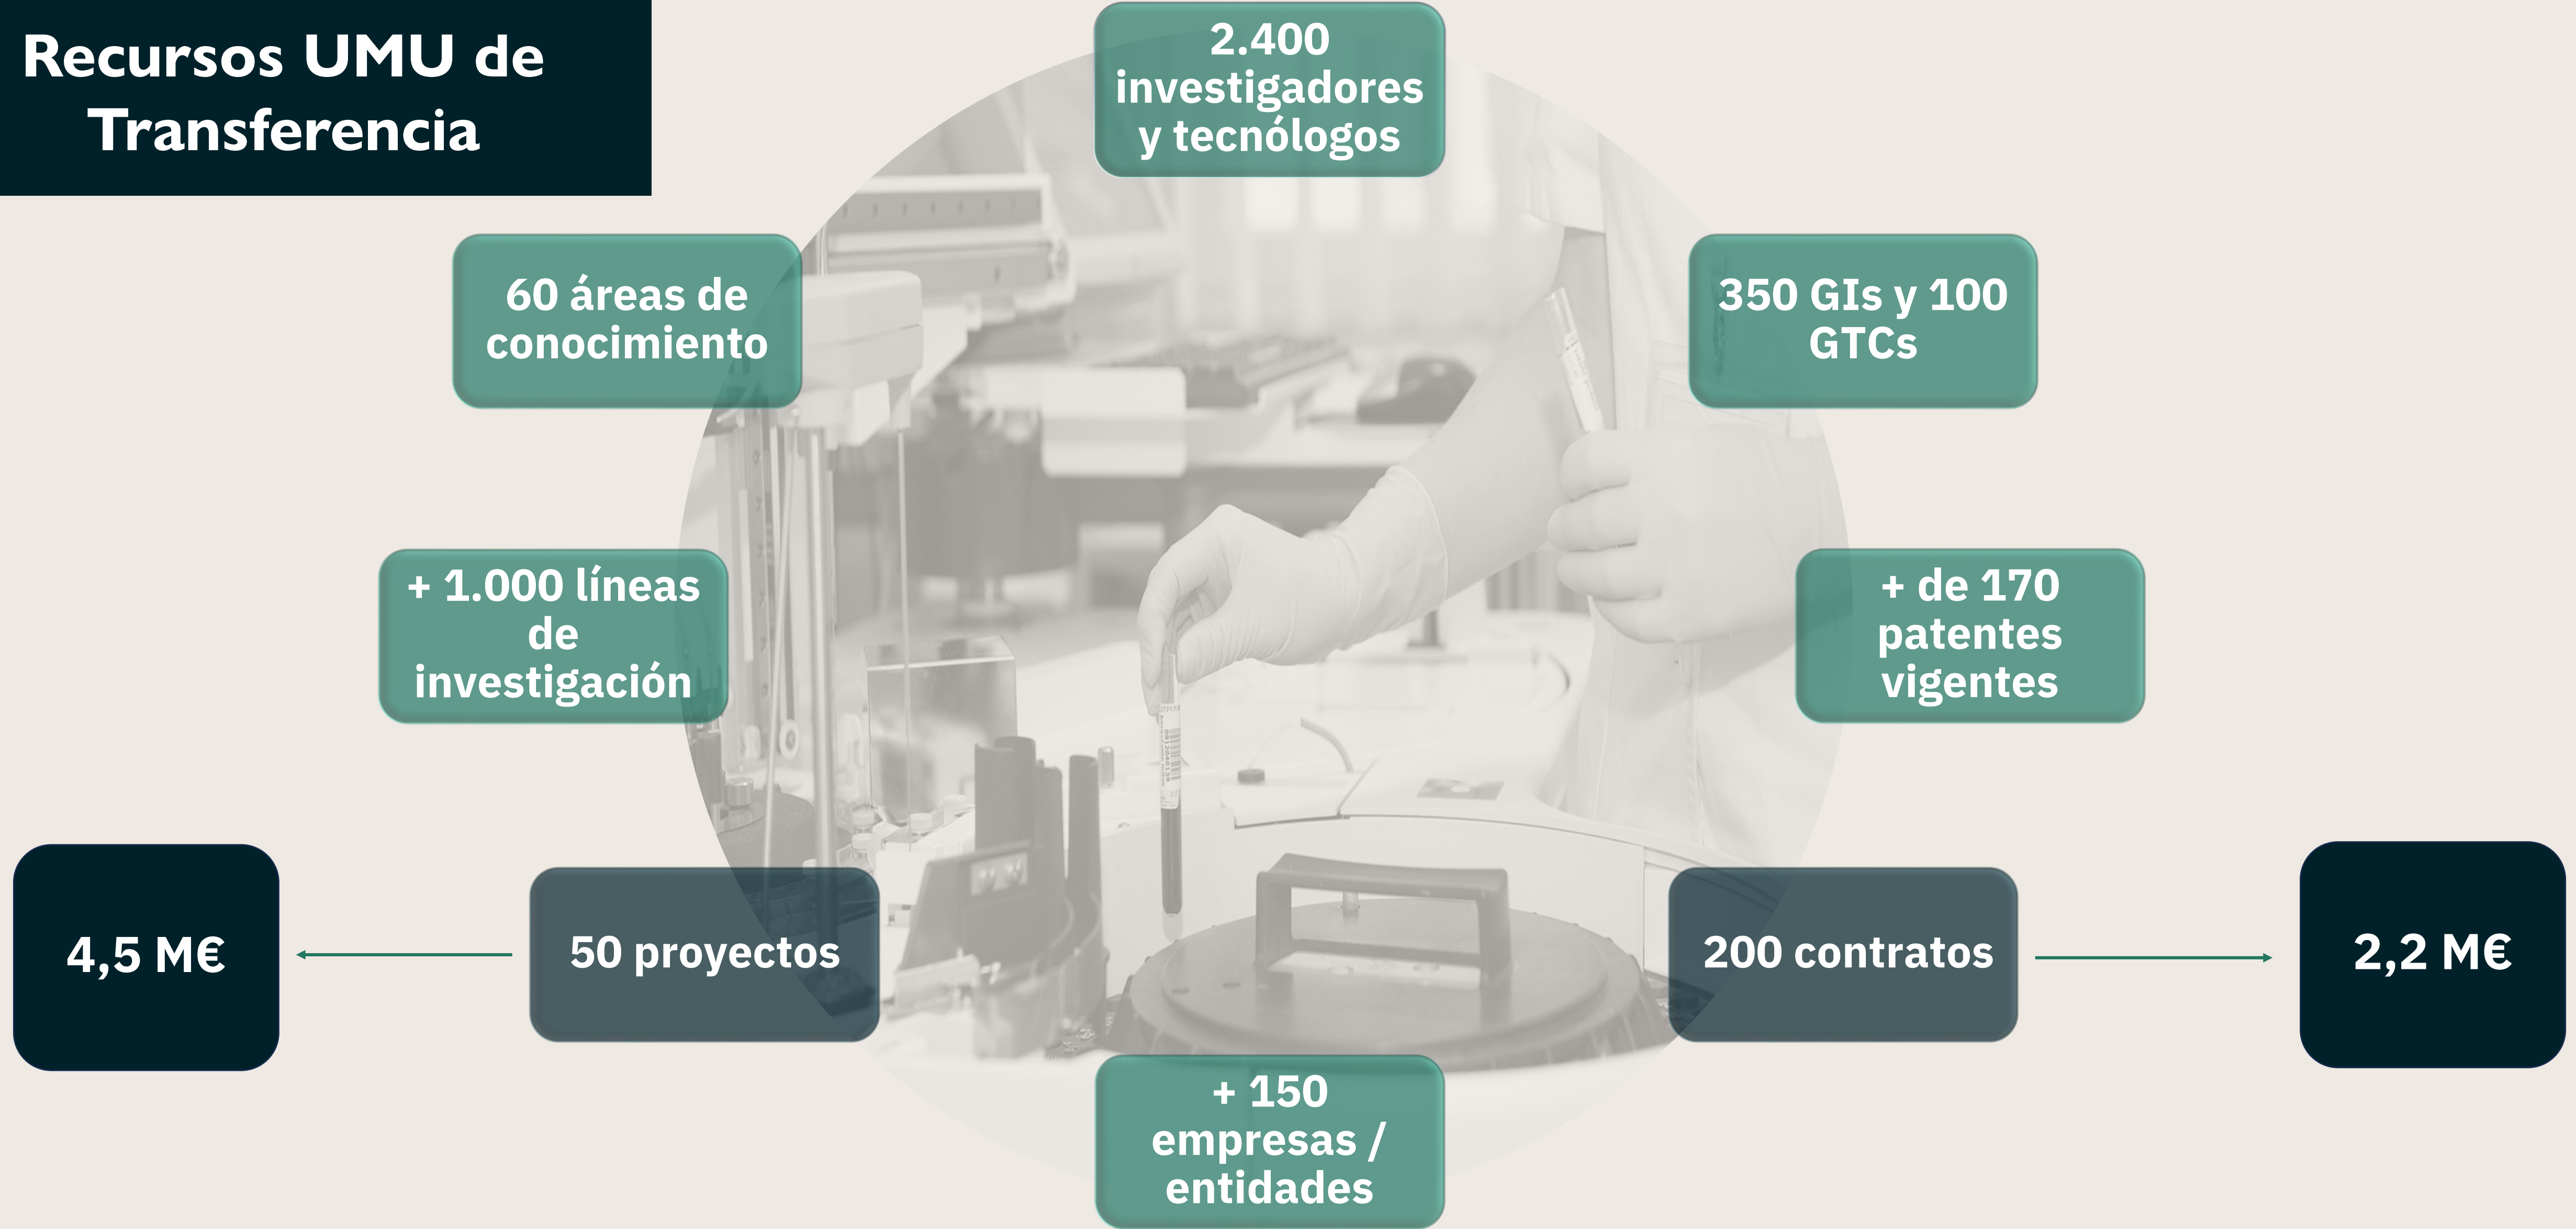 Recursos UMU de
Transferencia
2.400
investigadores
y tecnólogos
60 áreas de
conocimiento
350 GIs y 100
GTCs
+ 1.000 líneas
de
investigación
+ de 170
patentes
vigentes
4,5 M€
50 proyectos
200 contratos
2,2 M€
+ 150
empresas /
entidades